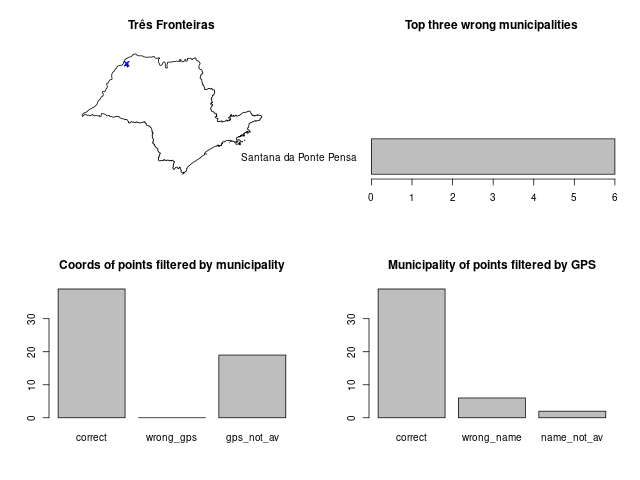 Três Fronteiras
Top three wrong municipalities
Santana da Ponte Pensa
0 1 2 3 4 5 6
Coords of points filtered by municipality
30
20
10
0
correct wrong_gps gps_not_av
Municipality of points filtered by GPS
30
20
10
0
correct wrong_name name_not_av